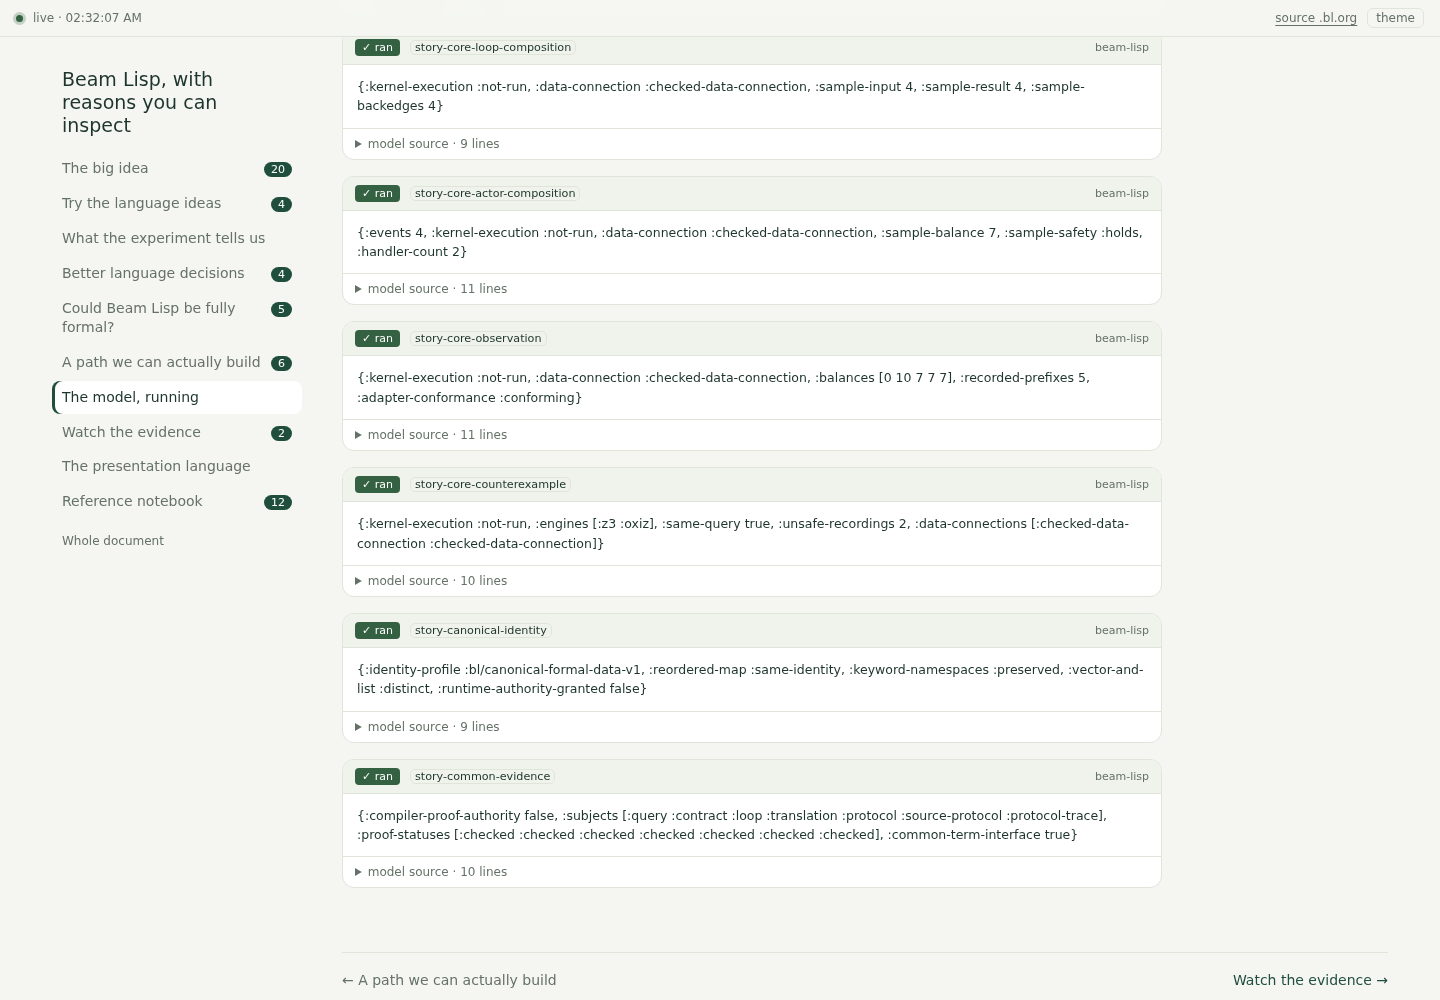 live · 02:32:07 AM
source .bl.org
theme
Beam Lisp, with
reasons you can
inspect
The big idea 20
Try the language ideas 4
What the experiment tells us
Better language decisions 4
Could Beam Lisp be fully
formal? 5
A path we can actually build 6
The model, running
Watch the evidence 2
The presentation language
Reference notebook 12
Whole document
✓ ran story-core-loop-composition beam-lisp
{:kernel-execution :not-run, :data-connection :checked-data-connection, :sample-input 4, :sample-result 4, :sample-
backedges 4}
▶ model source · 9 lines
✓ ran story-core-actor-composition beam-lisp
{:events 4, :kernel-execution :not-run, :data-connection :checked-data-connection, :sample-balance 7, :sample-safety :holds,
:handler-count 2}
▶ model source · 11 lines
✓ ran story-core-observation beam-lisp
{:kernel-execution :not-run, :data-connection :checked-data-connection, :balances [0 10 7 7 7], :recorded-prefixes 5,
:adapter-conformance :conforming}
▶ model source · 11 lines
✓ ran story-core-counterexample beam-lisp
{:kernel-execution :not-run, :engines [:z3 :oxiz], :same-query true, :unsafe-recordings 2, :data-connections [:checked-data-
connection :checked-data-connection]}
▶ model source · 10 lines
✓ ran story-canonical-identity beam-lisp
{:identity-profile :bl/canonical-formal-data-v1, :reordered-map :same-identity, :keyword-namespaces :preserved, :vector-and-
list :distinct, :runtime-authority-granted false}
▶ model source · 9 lines
✓ ran story-common-evidence beam-lisp
{:compiler-proof-authority false, :subjects [:query :contract :loop :translation :protocol :source-protocol :protocol-trace],
:proof-statuses [:checked :checked :checked :checked :checked :checked :checked], :common-term-interface true}
▶ model source · 10 lines
← A path we can actually build
Watch the evidence →